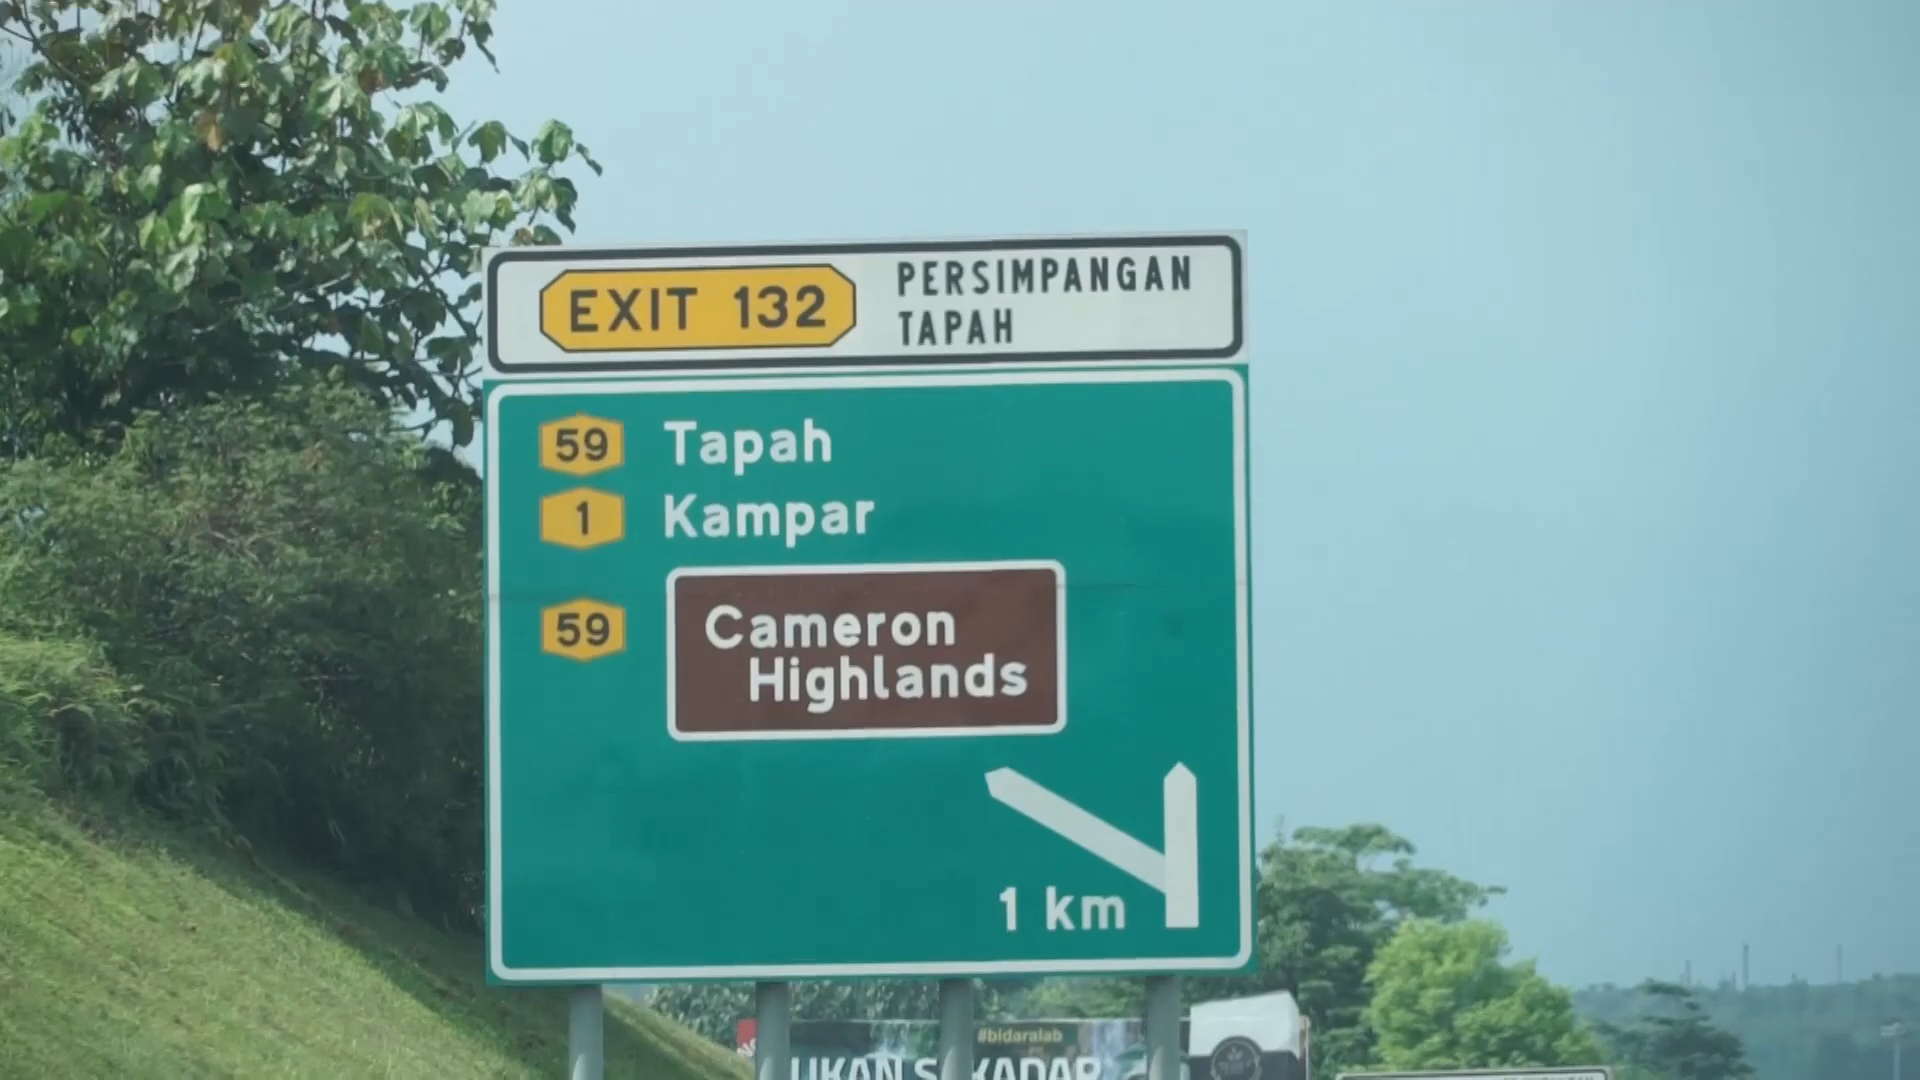 EXIT 132
PERSIMPANGAN
TAPAH
59 Tapah
1 Kampar
59 Cameron
Highlands
1 km
#bidaralab